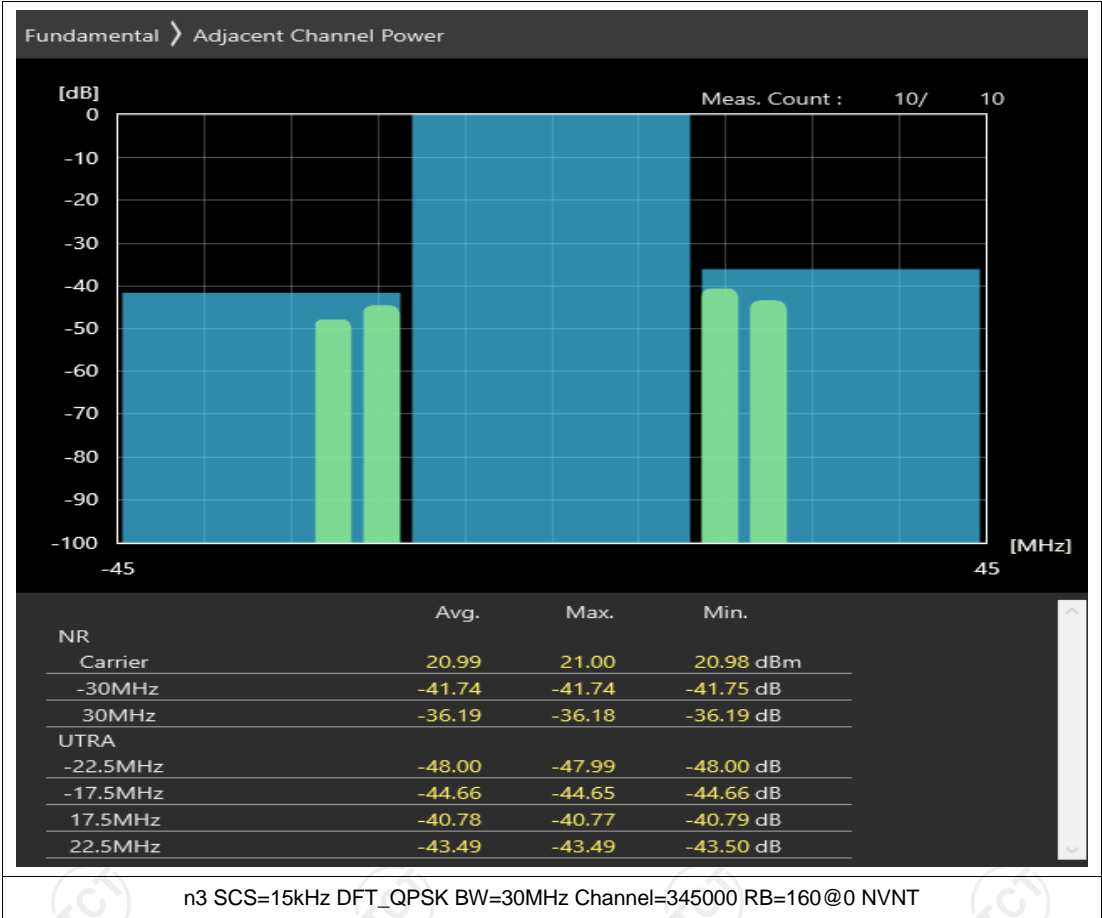 Fundamental 〉 Adjacent Channel Power
[dB]
Meas. Count : 10/ 10
0
-10
-20
-30
-40
-50
-60
-70
-80
-90
-100
[MHz]
-45 45
Avg. Max. Min.
NR
Carrier 20.99 21.00 20.98 dBm
-30MHz -41.74 -41.74 -41.75 dB
30MHz -36.19 -36.18 -36.19 dB
UTRA
-22.5MHz -48.00 -47.99 -48.00 dB
-17.5MHz -44.66 -44.65 -44.66 dB
17.5MHz -40.78 -40.77 -40.79 dB
22.5MHz -43.49 -43.49 -43.50 dB
n3 SCS=15kHz DFT_QPSK BW=30MHz Channel=345000 RB=160@0 NVNT
TCT TCT TCT TCT TCT